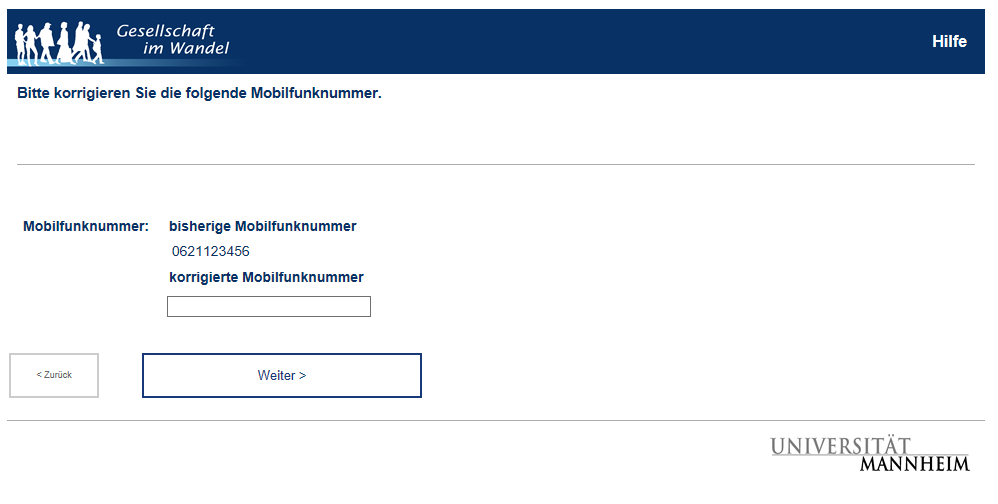 Gesellschaft
im Wandel
Hilfe
Bitte korrigieren Sie die folgende Mobilfunknummer.
Mobilfunknummer: bisherige Mobilfunknummer
0621123456
korrigierte Mobilfunknummer
< Zurück Weiter >
UNIVERSITÄT
MANNHEIM